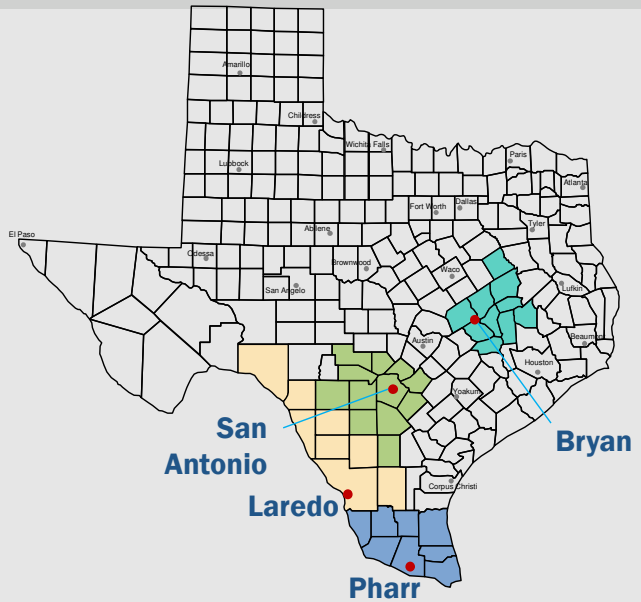 Amarillo
Childress
Wichita Falls
Paris
Lubbock
Atlanta
Fort Worth
Dallas
Tyler
Abilene
El Paso
Odessa
Brownwood
Waco
San Angelo
Lufkin
Austin
Beaumont
Houston
Yoakum
San
Antonio
Bryan
Laredo
Corpus Christi
Pharr